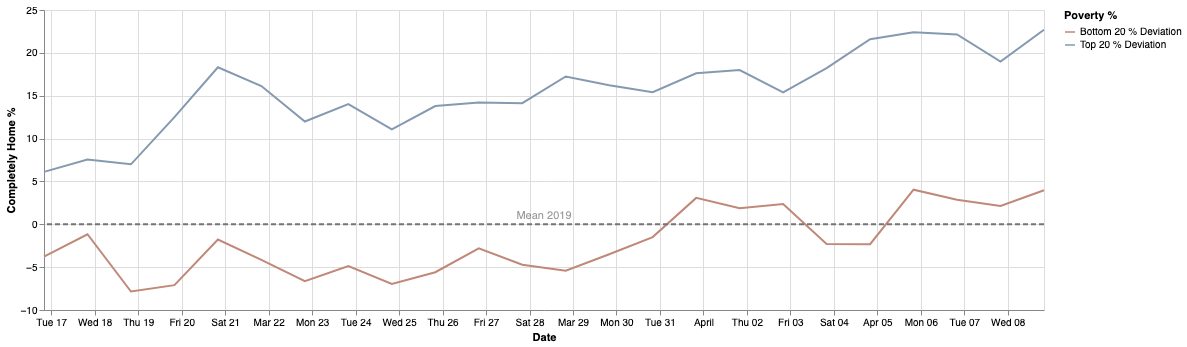 Poverty %
Bottom 20 % Deviation
Top 20 % Deviation
Completely Home %
25
20
15
10
5
0
−5
−10
Mean 2019
Tue 17 Wed 18 Thu 19 Fri 20 Sat 21 Mar 22 Mon 23 Tue 24 Wed 25 Thu 26 Fri 27 Sat 28 Mar 29 Mon 30 Tue 31 April Thu 02 Fri 03 Sat 04 Apr 05 Mon 06 Tue 07 Wed 08
Date